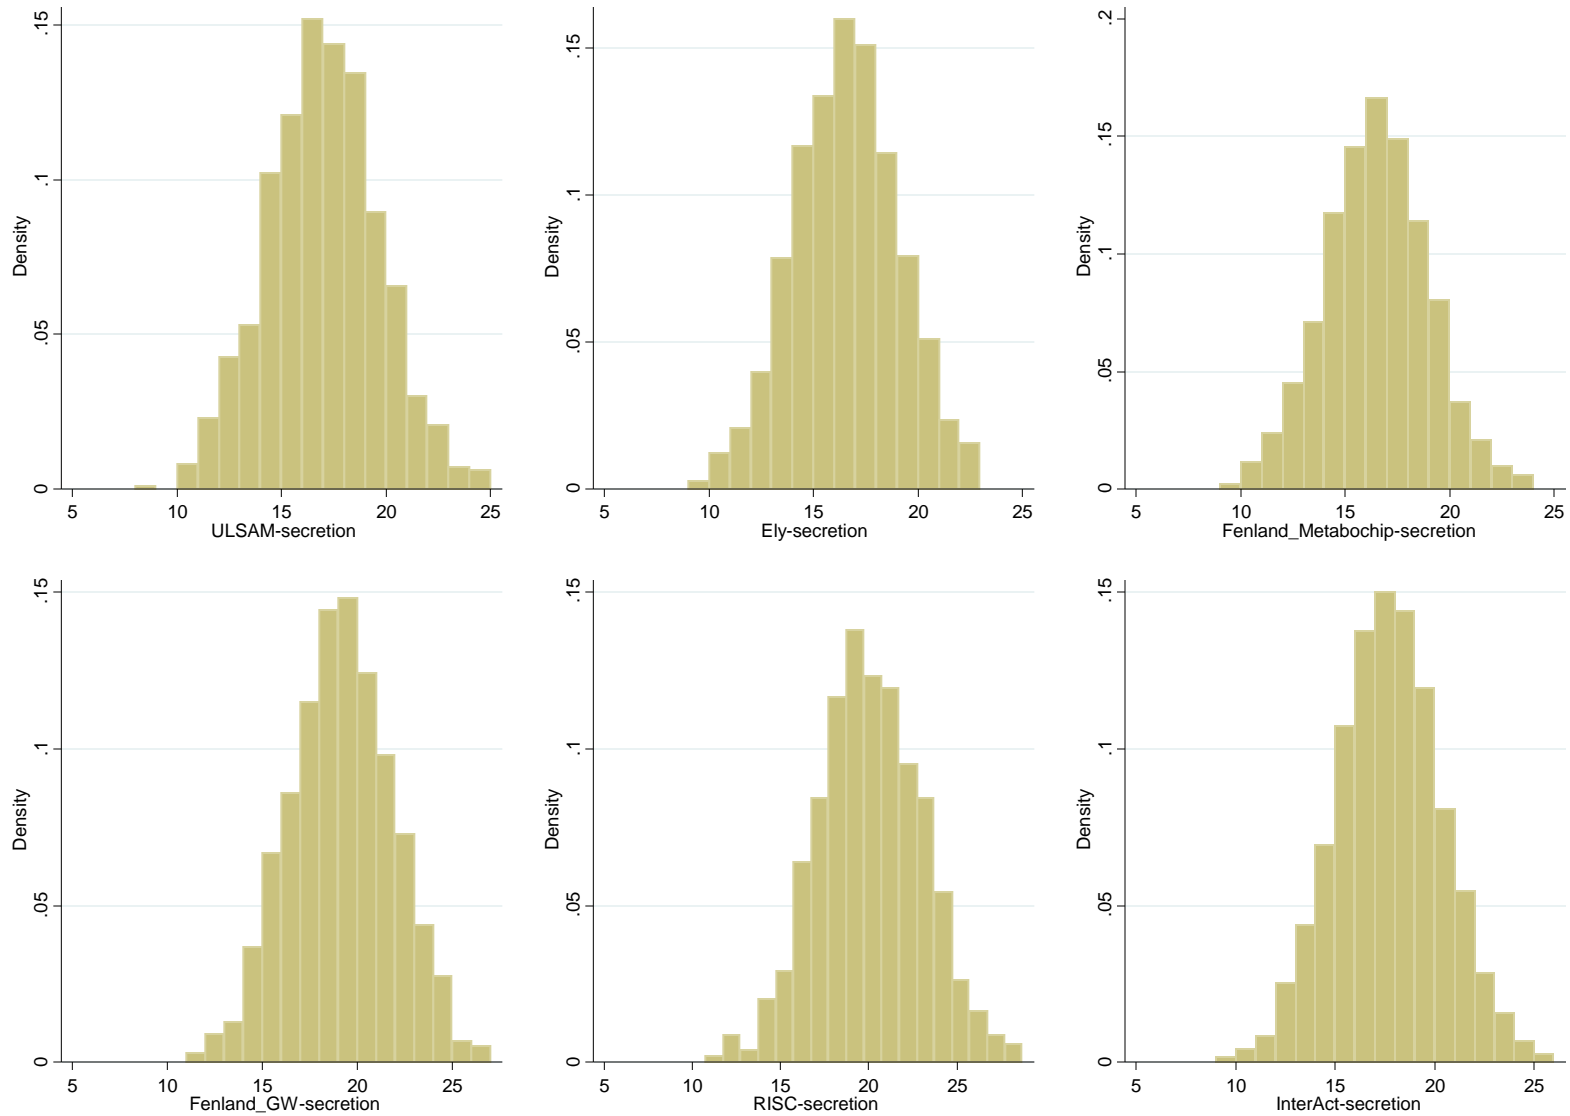 .15
.1
.05
0
Density
5 10 15 20 25
ULSAM-secretion
.15
.1
.05
0
Density
5 10 15 20 25
Ely-secretion
.2
.15
.1
.05
0
Density
5 10 15 20 25
Fenland_Metabochip-secretion
.15
.1
.05
0
Density
5 10 15 20 25
Fenland_GW-secretion
.15
.1
.05
0
Density
5 10 15 20 25
RISC-secretion
.15
.1
.05
0
Density
5 10 15 20 25
InterAct-secretion